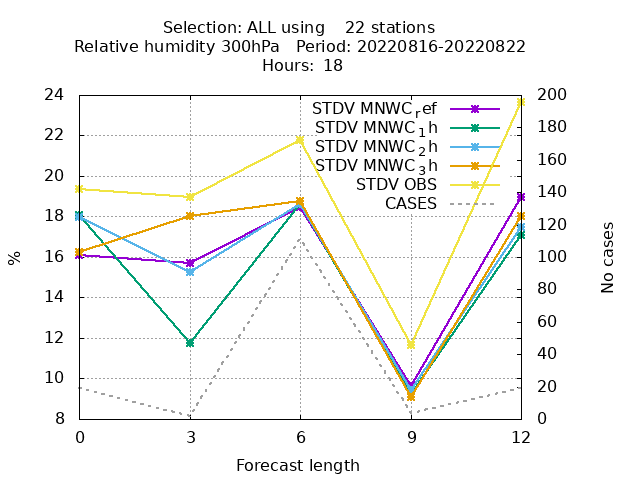 Selection: ALL using 22 stations
Relative humidity 300hPa Period: 20220816-20220822
Hours: 18
24
22
20
18
16
14
12
10
8
200
180
160
140
120
100
80
60
40
20
0
STDV MNWC_ref
STDV MNWC_1h
STDV MNWC_2h
STDV MNWC_3h
STDV OBS
CASES
%
No cases
0 3 6 9 12
Forecast length